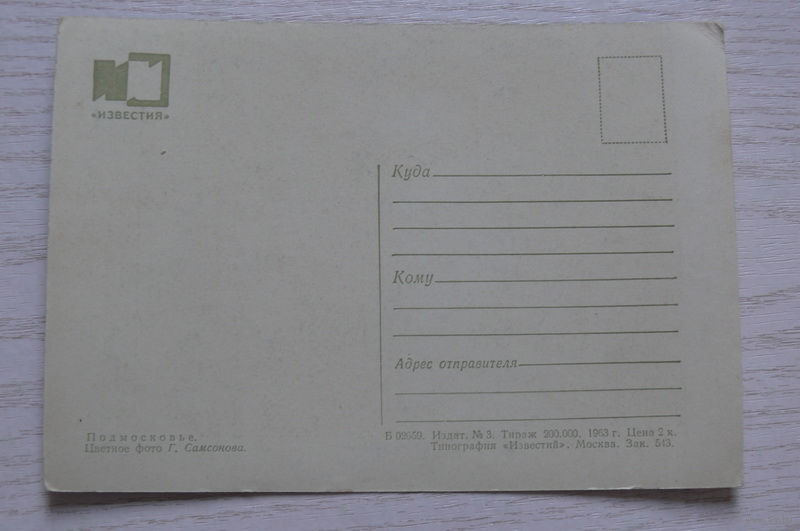 «ИЗВЕСТИЯ»
Куда
Кому
Адрес отправителя
Подмосковье.
Цветное фото Г. Самсонова.
Б 02659. Издат. № 3. Тираж 200.000. 1963 г. Цена 2 к.
Типография «Известий». Москва. Зак. 543.